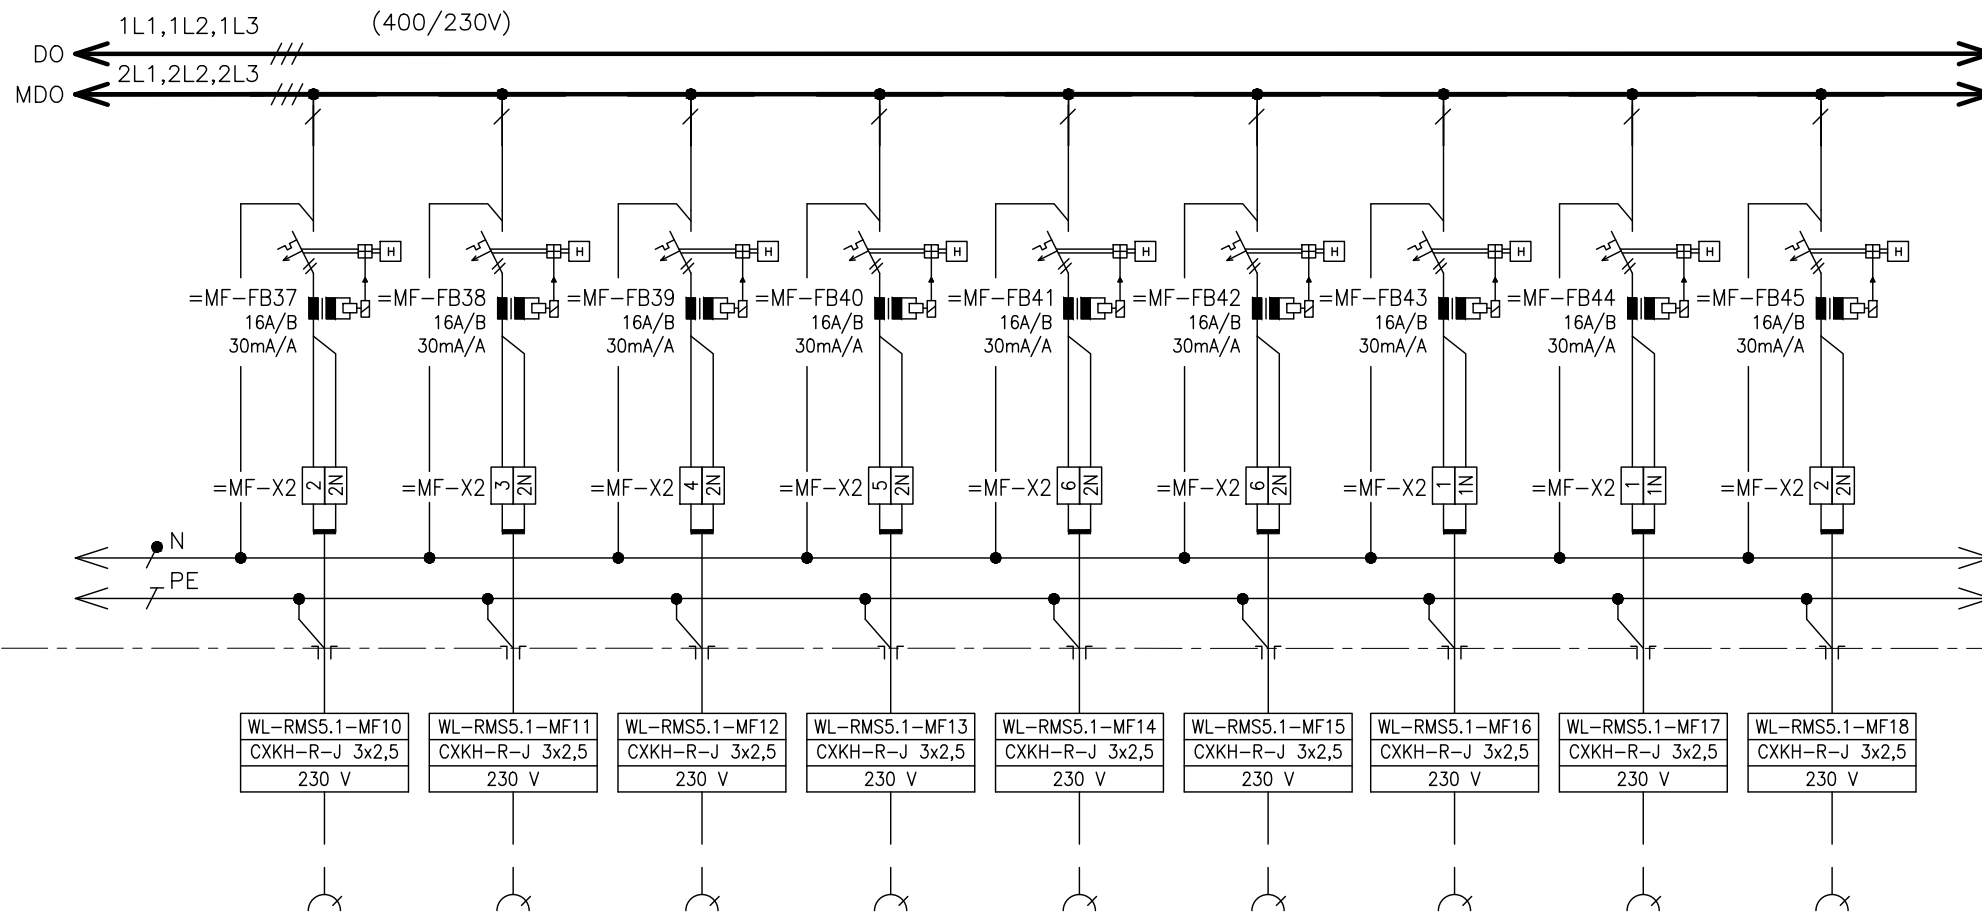 1L1,1L2,1L3 (400/230V)
DO
2L1,2L2,2L3
MDO
H H H H H H H H H
=MF-FB37 =MF-FB38 =MF-FB39 =MF-FB40 =MF-FB41 =MF-FB42 =MF-FB43 =MF-FB44 =MF-FB45
16A/B 16A/B 16A/B 16A/B 16A/B 16A/B 16A/B 16A/B 16A/B
30mA/A 30mA/A 30mA/A 30mA/A 30mA/A 30mA/A 30mA/A 30mA/A 30mA/A
=MF-X2 2 2N =MF-X2 3 2N =MF-X2 4 2N =MF-X2 5 2N =MF-X2 6 2N =MF-X2 6 2N =MF-X2 1 1N =MF-X2 1 1N =MF-X2 2 2N
N
PE
WL-RMS5.1-MF10 WL-RMS5.1-MF11 WL-RMS5.1-MF12 WL-RMS5.1-MF13 WL-RMS5.1-MF14 WL-RMS5.1-MF15 WL-RMS5.1-MF16 WL-RMS5.1-MF17 WL-RMS5.1-MF18
CXKH-R-J 3x2,5 CXKH-R-J 3x2,5 CXKH-R-J 3x2,5 CXKH-R-J 3x2,5 CXKH-R-J 3x2,5 CXKH-R-J 3x2,5 CXKH-R-J 3x2,5 CXKH-R-J 3x2,5 CXKH-R-J 3x2,5
230 V 230 V 230 V 230 V 230 V 230 V 230 V 230 V 230 V